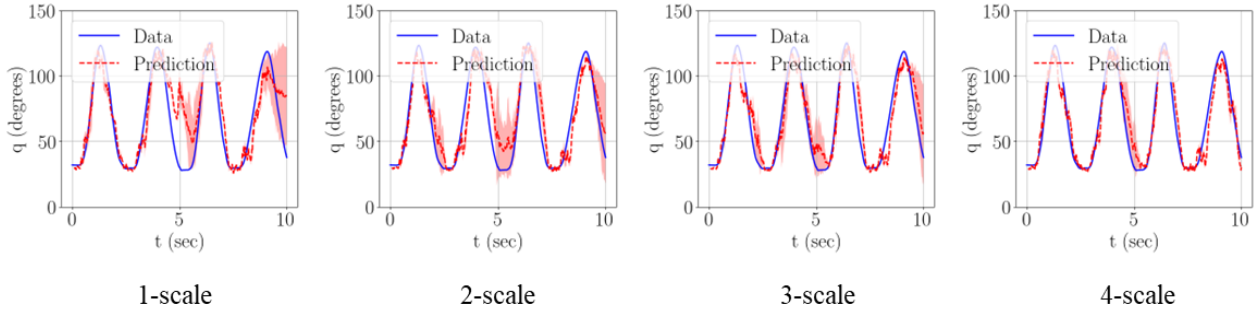 150
100
50
0
q (degrees)
Data
Prediction
0
5
10
t (sec)
1-scale
150
100
50
0
q (degrees)
Data
Prediction
0
5
10
t (sec)
2-scale
150
100
50
0
q (degrees)
Data
Prediction
0
5
10
t (sec)
3-scale
150
100
50
0
q (degrees)
Data
Prediction
0
5
10
t (sec)
4-scale